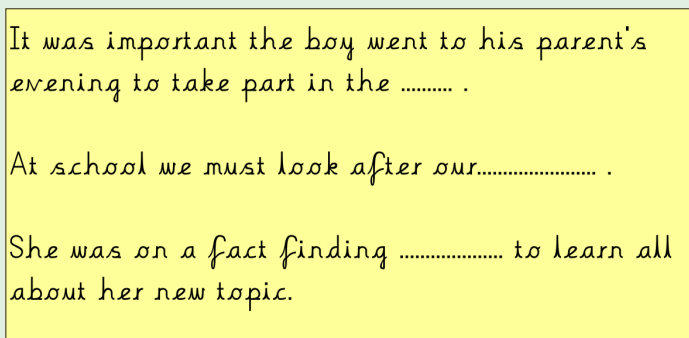 It was important the boy went to his parent's
evening to take part in the .......... .
At school we must look after our....................... .
She was on a fact finding .................... to learn all
about her new topic.